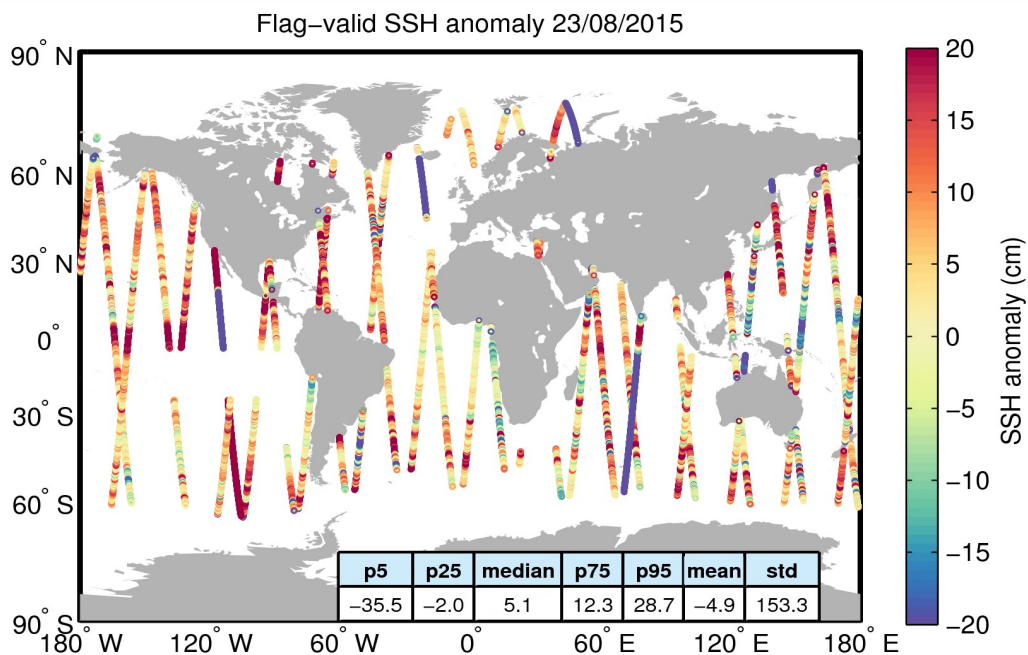 Flag−valid SSH anomaly 23/08/2015
90° N
60° N
30° N
0°
30° S
60° S
90° S
180° W 120° W 60° W 0° 60° E 120° E 180° E
p5 p25 median p75 p95 mean std
−35.5 −2.0 5.1 12.3 28.7 −4.9 153.3
20
15
10
5
0
−5
−10
−15
−20
SSH anomaly (cm)